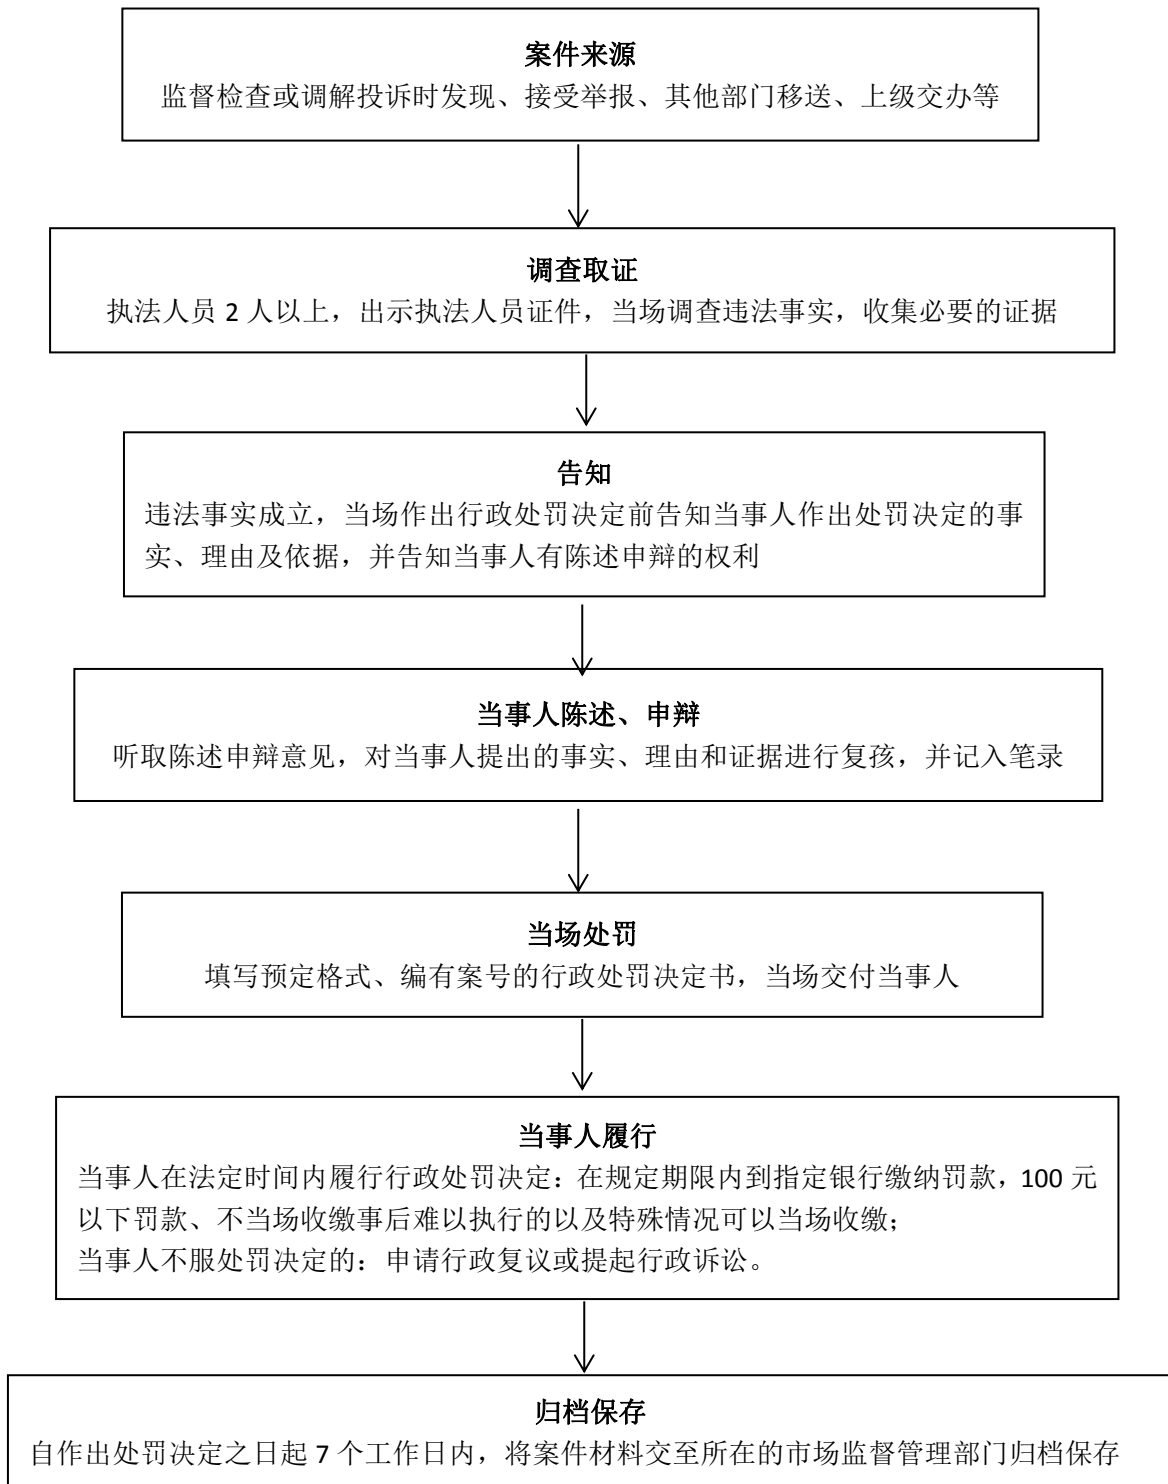 案件来源
监督检查或调解投诉时发现、接受举报、其他部门移送、上级交办等
调查取证
执法人员 2 人以上，出示执法人员证件，当场调查违法事实，收集必要的证据
告知
违法事实成立，当场作出行政处罚决定前告知当事人作出处罚决定的事
实、理由及依据，并告知当事人有陈述申辩的权利
当事人陈述、申辩
听取陈述申辩意见，对当事人提出的事实、理由和证据进行复孩，并记入笔录
当场处罚
填写预定格式、编有案号的行政处罚决定书，当场交付当事人
当事人履行
当事人在法定时间内履行行政处罚决定：在规定期限内到指定银行缴纳罚款，100 元
以下罚款、不当场收缴事后难以执行的以及特殊情况可以当场收缴；
当事人不服处罚决定的：申请行政复议或提起行政诉讼。
归档保存
自作出处罚决定之日起 7 个工作日内，将案件材料交至所在的市场监督管理部门归档保存